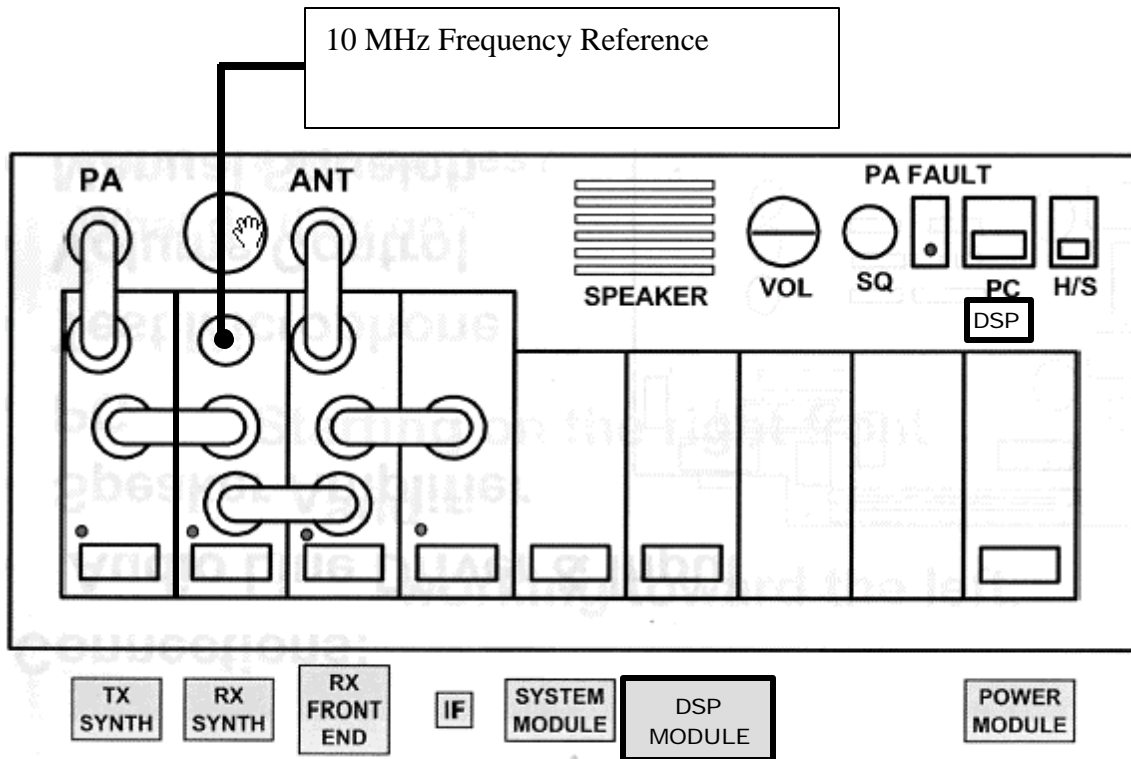 10 MHz Frequency Reference
PA
ANT
PA FAULT
SPEAKER
VOL
SQ
PC
H/S
DSP
TX
SYNTH
RX
SYNTH
RX
FRONT
END
IF
SYSTEM
MODULE
DSP
MODULE
POWER
MODULE